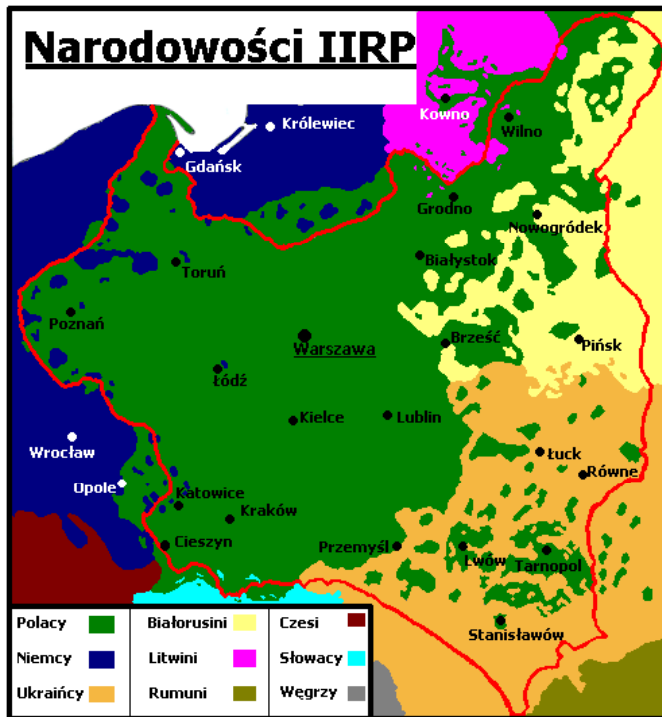 Narodowości IIRP
Kowno
Królewiec
Wilno
Gdańsk
Grodno
Nowogródek
Białystok
Toruń
Poznań
Brześć
Pińsk
Warszawa
Łódź
Kielce
Lublin
Wrocław
Łuck
Równe
Opole
Katowice
Kraków
Cieszyn
Przemyśl
Lwów
Tarnopol
Stanisławów
Polacy
Białorusini
Czesi
Niemcy
Litwini
Słowacy
Ukraińcy
Rumuni
Węgrzy